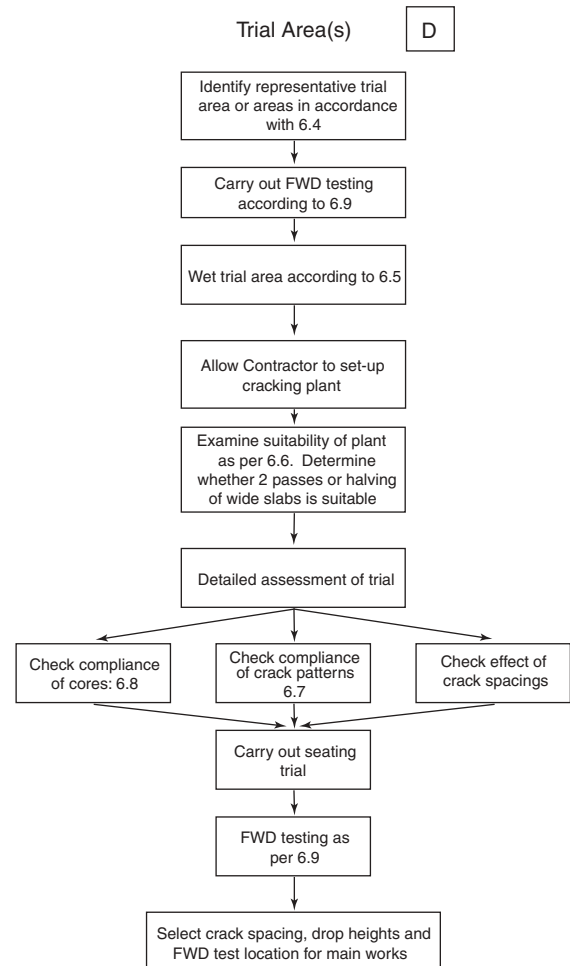 Trial Area(s)
D
Identify representative trial
area or areas in accordance
with 6.4
Carry out FWD testing
according to 6.9
Wet trial area according to 6.5
Allow Contractor to set-up
cracking plant
Examine suitability of plant
as per 6.6. Determine
whether 2 passes or halving
of wide slabs is suitable
Detailed assessment of trial
Check compliance
of cores: 6.8
Check compliance
of crack patterns
6.7
Check effect of
crack spacings
Carry out seating
trial
FWD testing as
per 6.9
Select crack spacing, drop heights and
FWD test location for main works